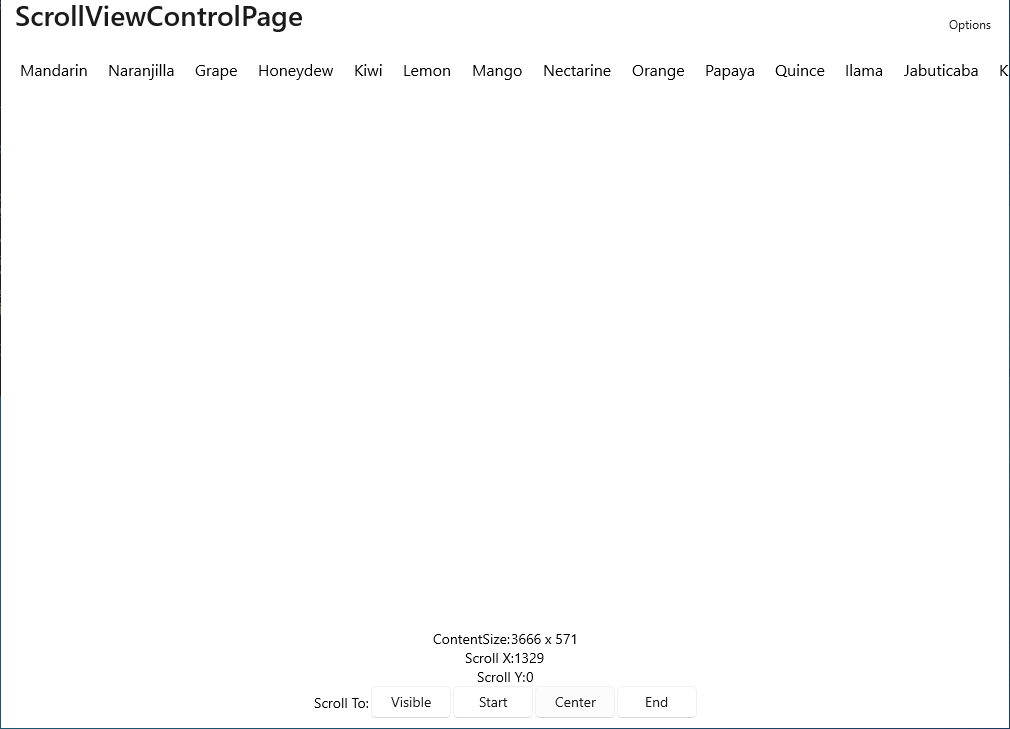 ScrollViewControlPage
Options
Mandarin Naranjilla Grape Honeydew Kiwi Lemon Mango Nectarine Orange Papaya Quince Ilama Jabuticaba K
ContentSize:3666 x 571
Scroll X:1329
Scroll Y:0
Scroll To: Visible Start Center End